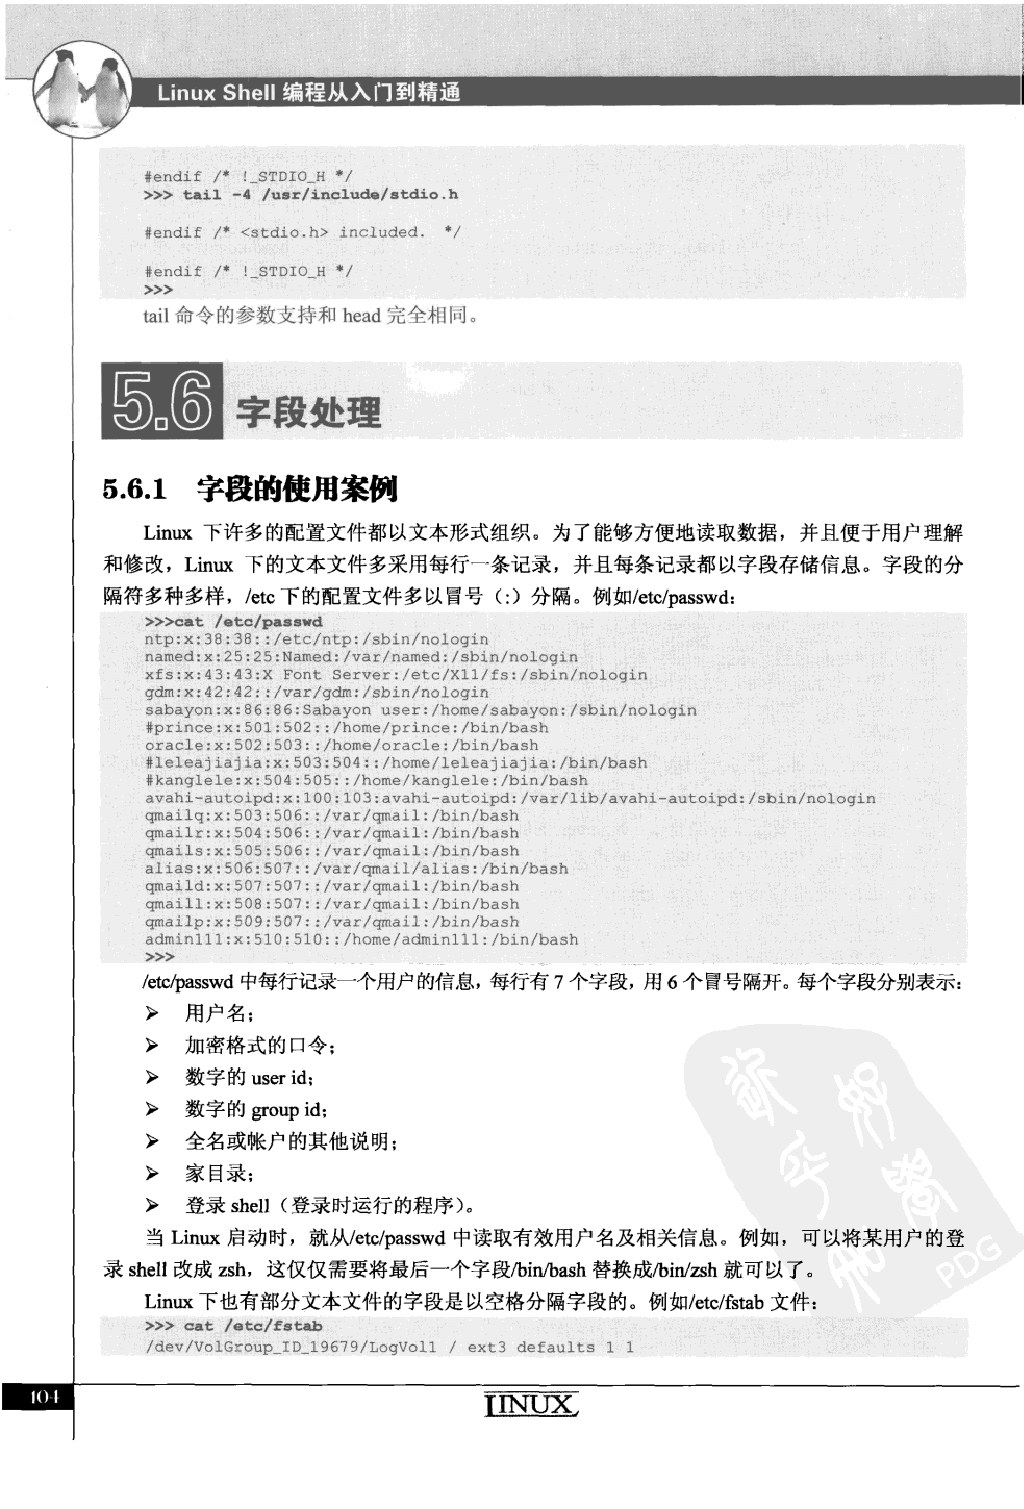 Linux Shell 编程从入门到精通
#endif /* !_STDIO_H */
>>> tail -4 /usr/include/stdio.h
#endif /* <stdio.h> included.  */
#endif /* !_STDIO_H */
>>>
tail 命令的参数支持和 head 完全相同。
5.6 字段处理
5.6.1 字段的使用案例
Linux 下许多的配置文件都以文本形式组织。为了能够方便地读取数据，并且便于用户理解
和修改，Linux 下的文本文件多采用每行一条记录，并且每条记录都以字段存储信息。字段的分
隔符多种多样，/etc 下的配置文件多以冒号（:）分隔。例如/etc/passwd：
>>>cat /etc/passwd
ntp:x:38:38::/etc/ntp:/sbin/nologin
named:x:25:25:Named:/var/named:/sbin/nologin
xfs:x:43:43:X Font Server:/etc/X11/fs:/sbin/nologin
gdm:x:42:42::/var/gdm:/sbin/nologin
sabayon:x:86:86:Sabayon user:/home/sabayon:/sbin/nologin
#prince:x:501:502::/home/prince:/bin/bash
oracle:x:502:503::/home/oracle:/bin/bash
#leleajiajia:x:503:504::/home/leleajiajia:/bin/bash
#kanglele:x:504:505::/home/kanglele:/bin/bash
avahi-autoipd:x:100:103:avahi-autoipd:/var/lib/avahi-autoipd:/sbin/nologin
qmailq:x:503:506::/var/qmail:/bin/bash
qmailr:x:504:506::/var/qmail:/bin/bash
qmails:x:505:506::/var/qmail:/bin/bash
alias:x:506:507::/var/qmail/alias:/bin/bash
qmaild:x:507:507::/var/qmail:/bin/bash
qmaill:x:508:507::/var/qmail:/bin/bash
qmailp:x:509:507::/var/qmail:/bin/bash
admin111:x:510:510::/home/admin111:/bin/bash
>>>
/etc/passwd 中每行记录一个用户的信息，每行有 7 个字段，用 6 个冒号隔开。每个字段分别表示：
➢ 用户名；
➢ 加密格式的口令；
➢ 数字的 user id；
➢ 数字的 group id；
➢ 全名或帐户的其他说明；
➢ 家目录；
➢ 登录 shell（登录时运行的程序）。
当 Linux 启动时，就从/etc/passwd 中读取有效用户名及相关信息。例如，可以将某用户的登
录 shell 改成 zsh，这仅仅需要将最后一个字段/bin/bash 替换成/bin/zsh 就可以了。
Linux 下也有部分文本文件的字段是以空格分隔字段的。例如/etc/fstab 文件：
>>> cat /etc/fstab
/dev/VolGroup_ID_19679/LogVol1 / ext3 defaults 1 1
PDG
104
LINUX